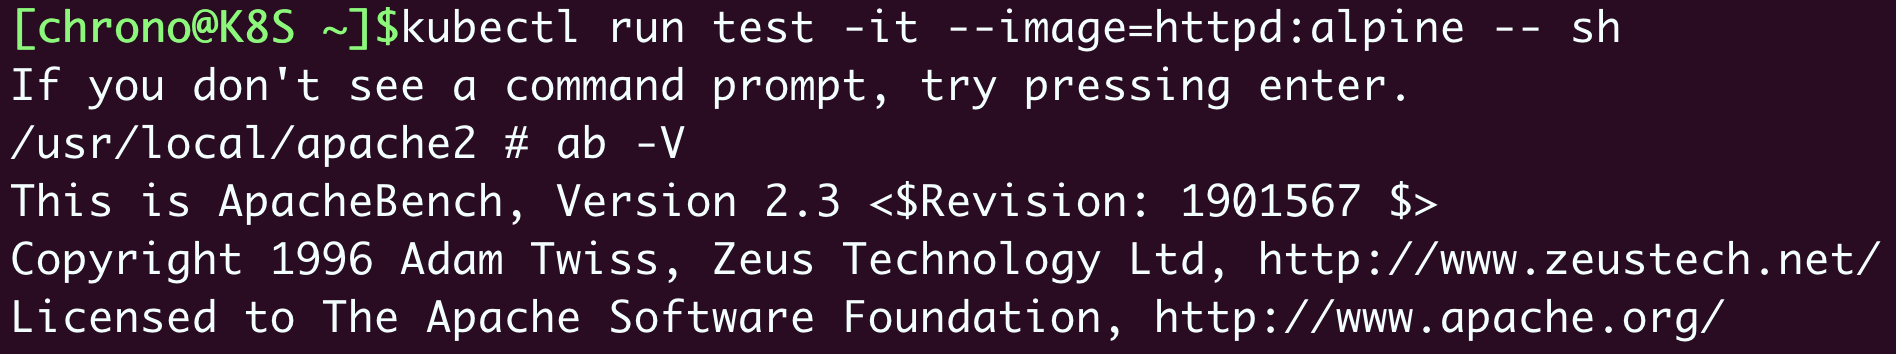 [chrono@K8S ~]$kubectl run test -it --image=httpd:alpine -- sh
If you don't see a command prompt, try pressing enter.
/usr/local/apache2 # ab -V
This is ApacheBench, Version 2.3 <$Revision: 1901567 $>
Copyright 1996 Adam Twiss, Zeus Technology Ltd, http://www.zeustech.net/
Licensed to The Apache Software Foundation, http://www.apache.org/